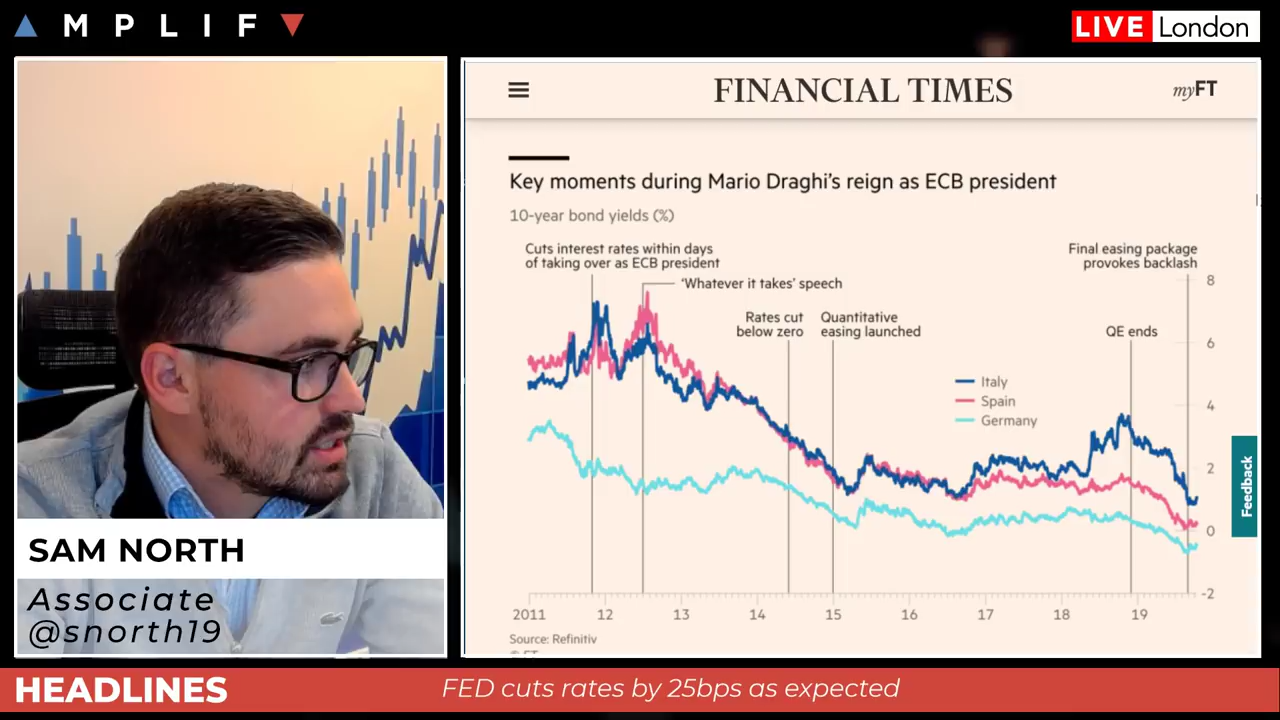 MPLIF
LIVE London
FINANCIAL TIMES
myFT
Key moments during Mario Draghi's reign as ECB president
10-year bond yields (%)
Cuts interest rates within days
of taking over as ECB president
'Whatever it takes' speech
Rates cut
below zero
Quantitative
easing launched
QE ends
Final easing package
provokes backlash
Italy
Spain
Germany
8
6
4
2
0
-2
2011 12 13 14 15 16 17 18 19
Source: Refinitiv
© FT
Feedback
SAM NORTH
Associate
@snorth19
HEADLINES
FED cuts rates by 25bps as expected